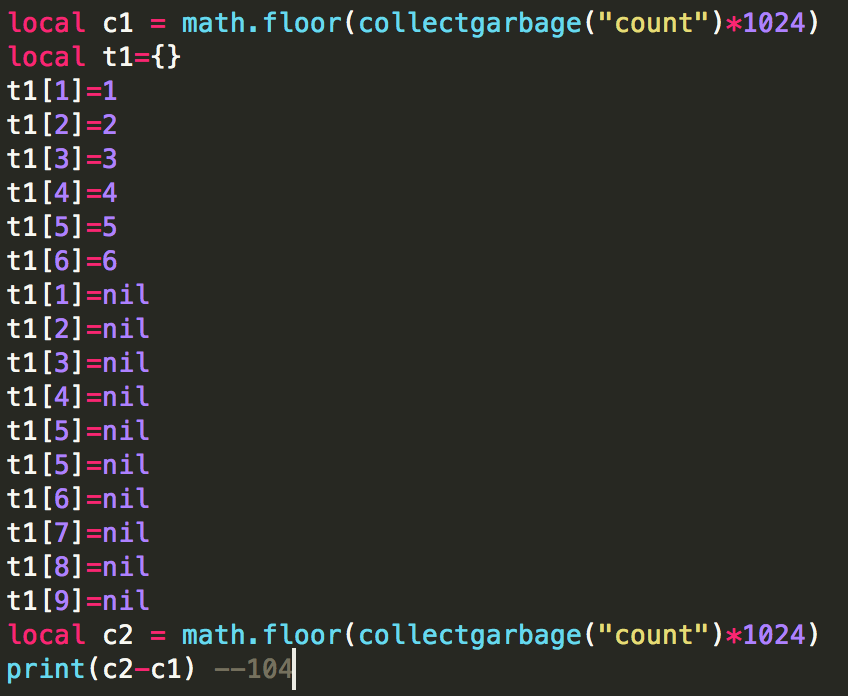 local c1 = math.floor(collectgarbage("count")*1024)
local t1={}
t1[1]=1
t1[2]=2
t1[3]=3
t1[4]=4
t1[5]=5
t1[6]=6
t1[1]=nil
t1[2]=nil
t1[3]=nil
t1[4]=nil
t1[5]=nil
t1[5]=nil
t1[6]=nil
t1[7]=nil
t1[8]=nil
t1[9]=nil
local c2 = math.floor(collectgarbage("count")*1024)
print(c2-c1) --104